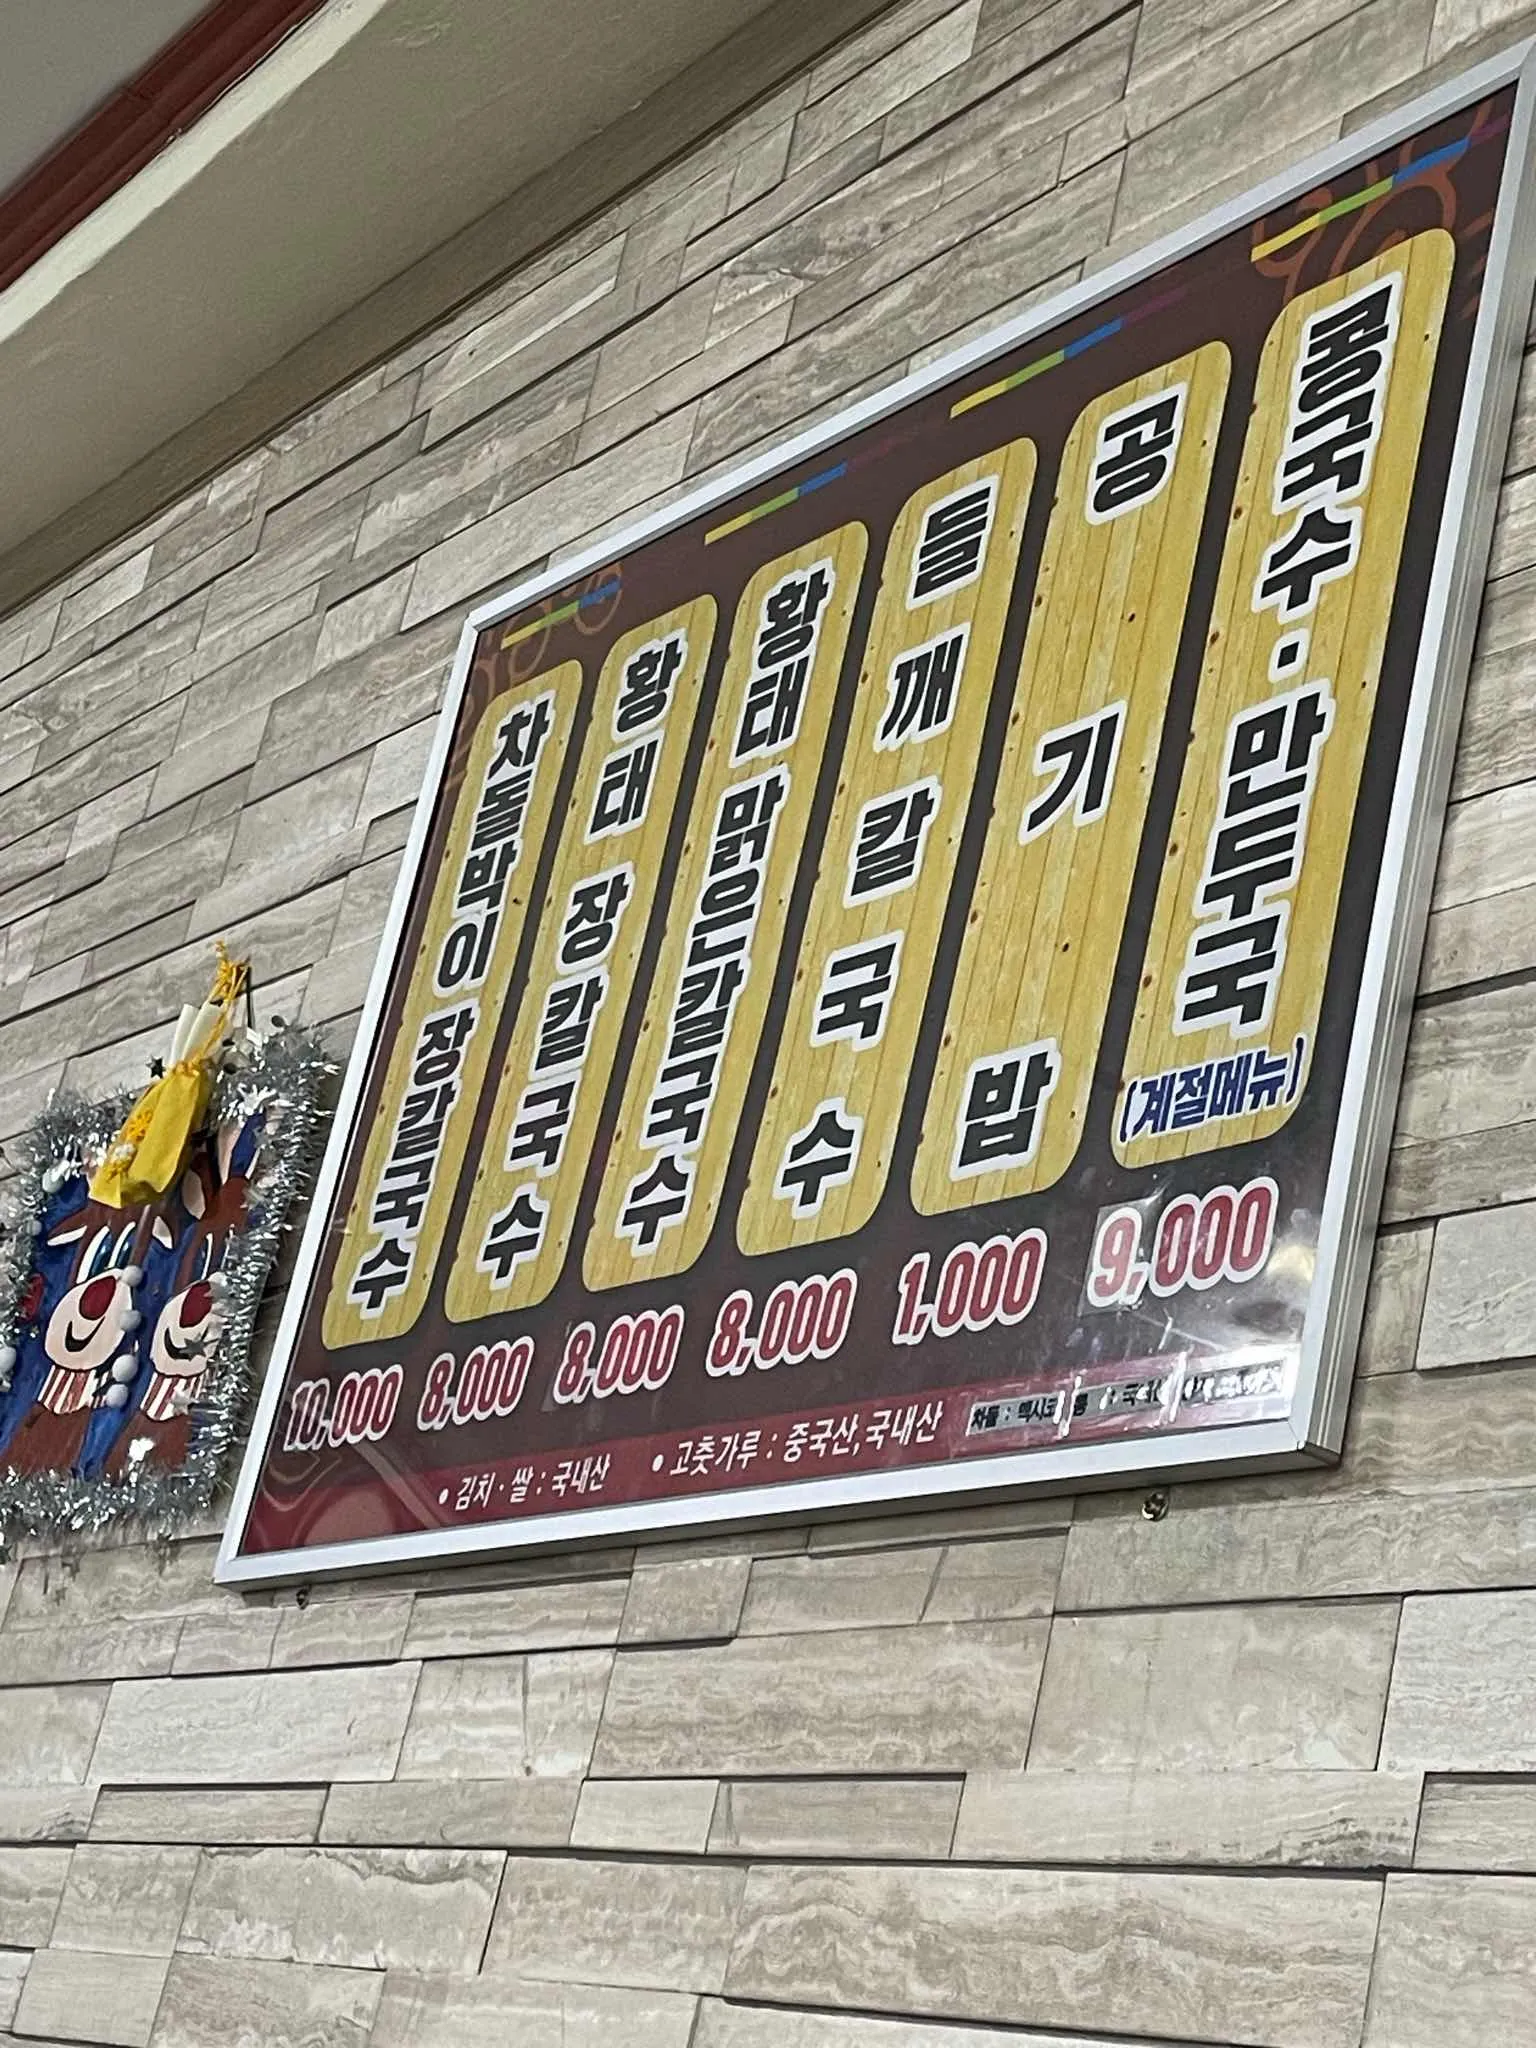 차돌박이 장칼국수
황태 장칼국수
황태 맑은칼국수
들깨칼국수
공기밥
콩국수·만두국
(계절메뉴)
10,000 8,000 8,000 8,000 1,000 9,000
• 김치·쌀 : 국내산 • 고춧가루 : 중국산,국내산
차돌 :